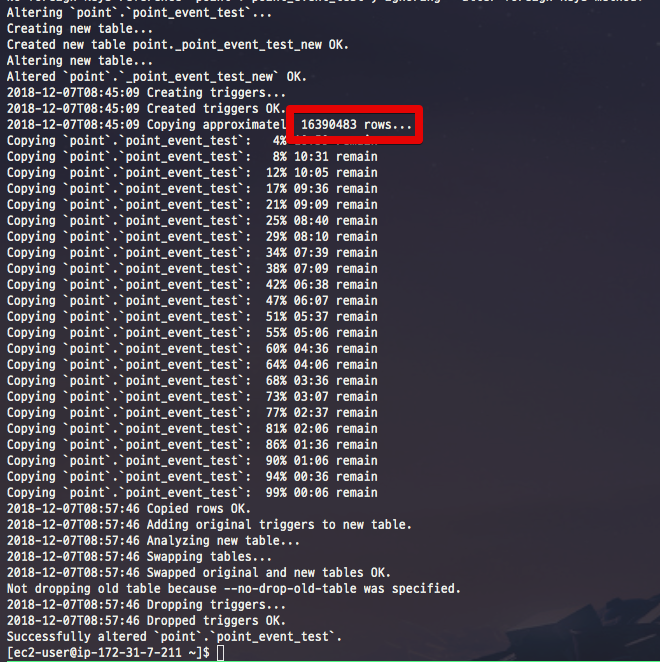 Altering `point`.`point_event_test`...
Creating new table...
Created new table point._point_event_test_new OK.
Altering new table...
Altered `point`.`_point_event_test_new` OK.
2018-12-07T08:45:09 Creating triggers...
2018-12-07T08:45:09 Created triggers OK.
2018-12-07T08:45:09 Copying approximatel 16390483 rows...
Copying `point`.`point_event_test`:   4% remain
Copying `point`.`point_event_test`:   8% 10:31 remain
Copying `point`.`point_event_test`:  12% 10:05 remain
Copying `point`.`point_event_test`:  17% 09:36 remain
Copying `point`.`point_event_test`:  21% 09:09 remain
Copying `point`.`point_event_test`:  25% 08:40 remain
Copying `point`.`point_event_test`:  29% 08:10 remain
Copying `point`.`point_event_test`:  34% 07:39 remain
Copying `point`.`point_event_test`:  38% 07:09 remain
Copying `point`.`point_event_test`:  42% 06:38 remain
Copying `point`.`point_event_test`:  47% 06:07 remain
Copying `point`.`point_event_test`:  51% 05:37 remain
Copying `point`.`point_event_test`:  55% 05:06 remain
Copying `point`.`point_event_test`:  60% 04:36 remain
Copying `point`.`point_event_test`:  64% 04:06 remain
Copying `point`.`point_event_test`:  68% 03:36 remain
Copying `point`.`point_event_test`:  73% 03:07 remain
Copying `point`.`point_event_test`:  77% 02:37 remain
Copying `point`.`point_event_test`:  81% 02:06 remain
Copying `point`.`point_event_test`:  86% 01:36 remain
Copying `point`.`point_event_test`:  90% 01:06 remain
Copying `point`.`point_event_test`:  94% 00:36 remain
Copying `point`.`point_event_test`:  99% 00:06 remain
2018-12-07T08:57:46 Copied rows OK.
2018-12-07T08:57:46 Adding original triggers to new table.
2018-12-07T08:57:46 Analyzing new table...
2018-12-07T08:57:46 Swapping tables...
2018-12-07T08:57:46 Swapped original and new tables OK.
Not dropping old table because --no-drop-old-table was specified.
2018-12-07T08:57:46 Dropping triggers...
2018-12-07T08:57:46 Dropped triggers OK.
Successfully altered `point`.`point_event_test`.
[ec2-user@ip-172-31-7-211 ~]$